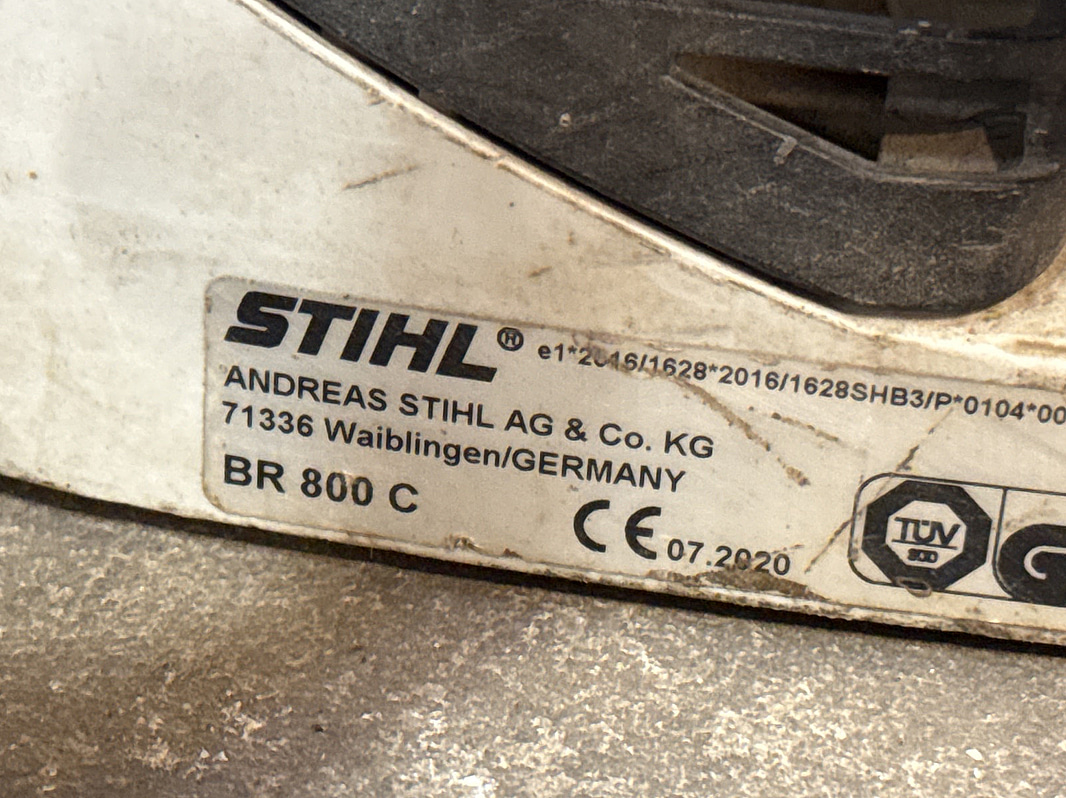 STIHL® e1*2016/1628*2016/1628SHB3/P*0104*00
ANDREAS STIHL AG & Co. KG
71336 Waiblingen/GERMANY
BR 800 C
CE 07.2020
TÜV
SÜD